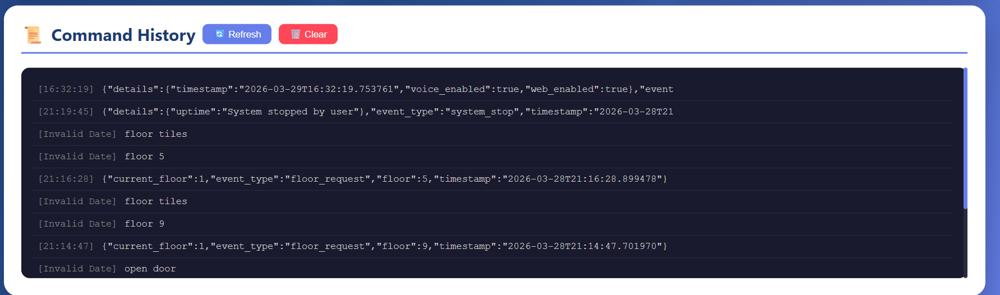 Command History Refresh Clear
[16:32:19] {"details":{"timestamp":"2026-03-29T16:32:19.753761","voice_enabled":true,"web_enabled":true},"event
[21:19:45] {"details":{"uptime":"System stopped by user"},"event_type":"system_stop","timestamp":"2026-03-28T21
[Invalid Date] floor tiles
[Invalid Date] floor 5
[21:16:28] {"current_floor":1,"event_type":"floor_request","floor":5,"timestamp":"2026-03-28T21:16:28.899478"}
[Invalid Date] floor tiles
[Invalid Date] floor 9
[21:14:47] {"current_floor":1,"event_type":"floor_request","floor":9,"timestamp":"2026-03-28T21:14:47.701970"}
[Invalid Date] open door